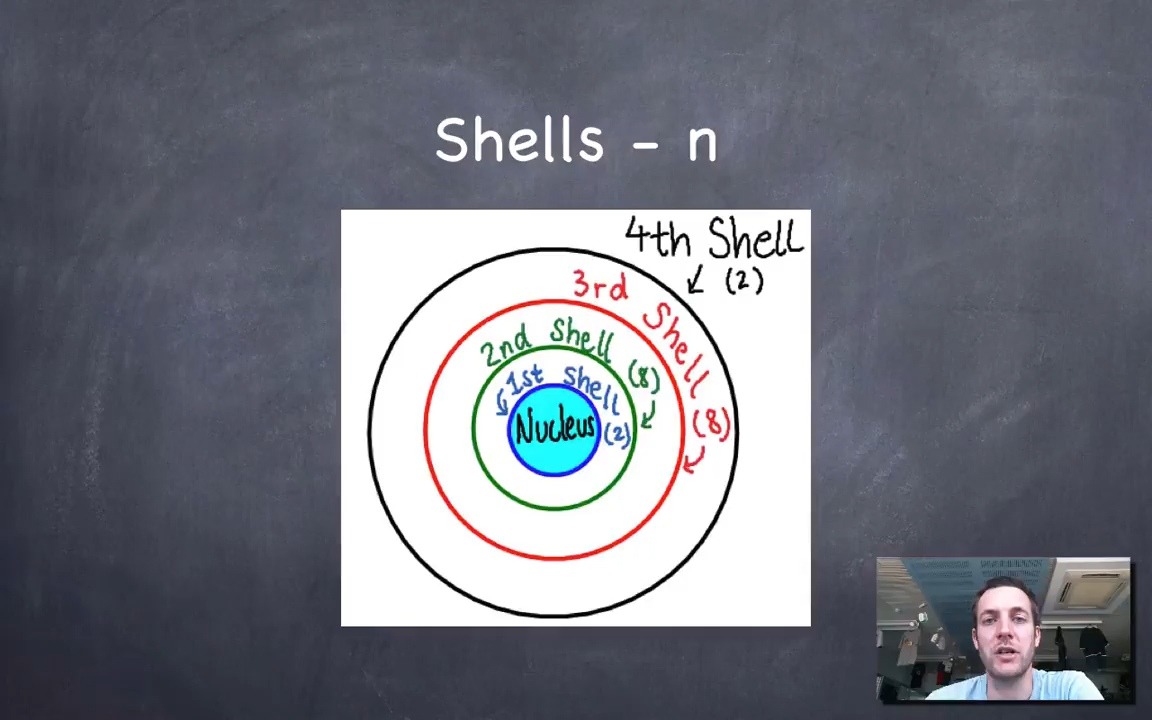 Shells - n
4th Shell
(2)
3rd Shell
(8)
2nd Shell (8)
1st Shell
(2)
Nucleus